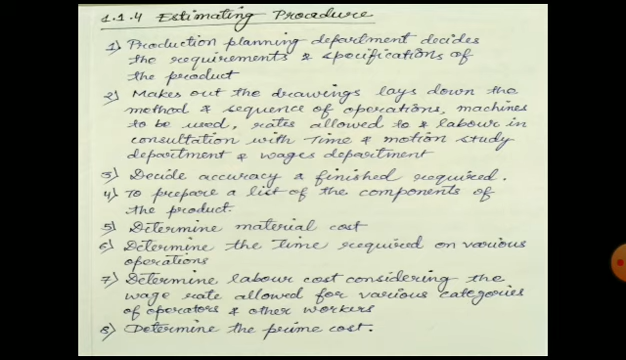 1.1.4 Estimating Procedure
1) Production planning department decides
the requirements & specifications of
the product
2) Makes out the drawings lays down the
method & sequence of operations, machines
to be used, rates allowed to & labour in
consultation with Time & motion study
department & wages department
3) Decide accuracy & finished required.
4) To prepare a list of the components of
the product.
5) Determine material cost
6) Determine the Time required on various
operations
7) Determine labour cost considering the
wage rate allowed for various categories
of operators & other workers
8) Determine the prime cost.